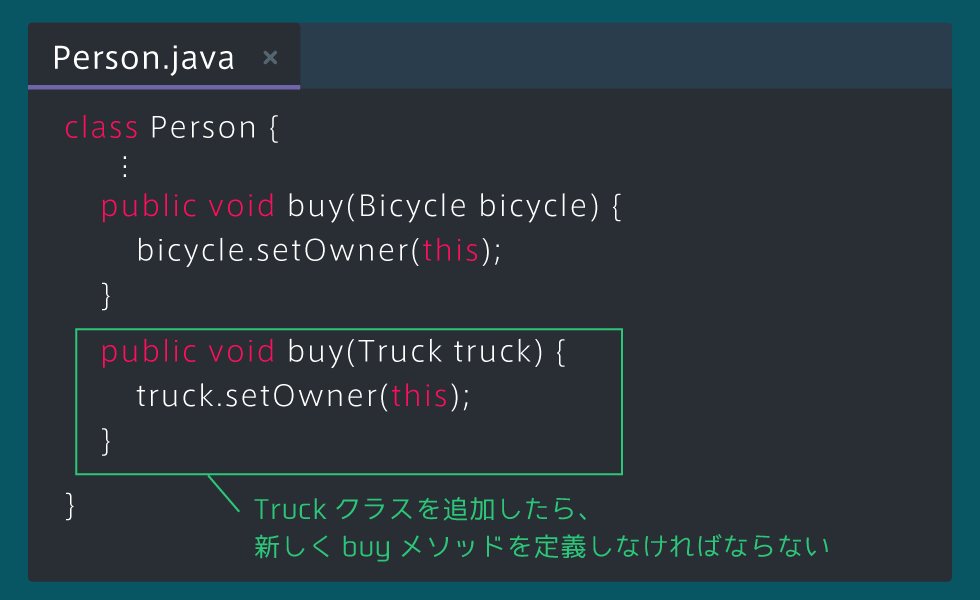 Person.java ×
class Person {
⋮
public void buy(Bicycle bicycle) {
bicycle.setOwner(this);
}
public void buy(Truck truck) {
truck.setOwner(this);
}
}
Truck クラスを追加したら、
新しく buy メソッドを定義しなければならない